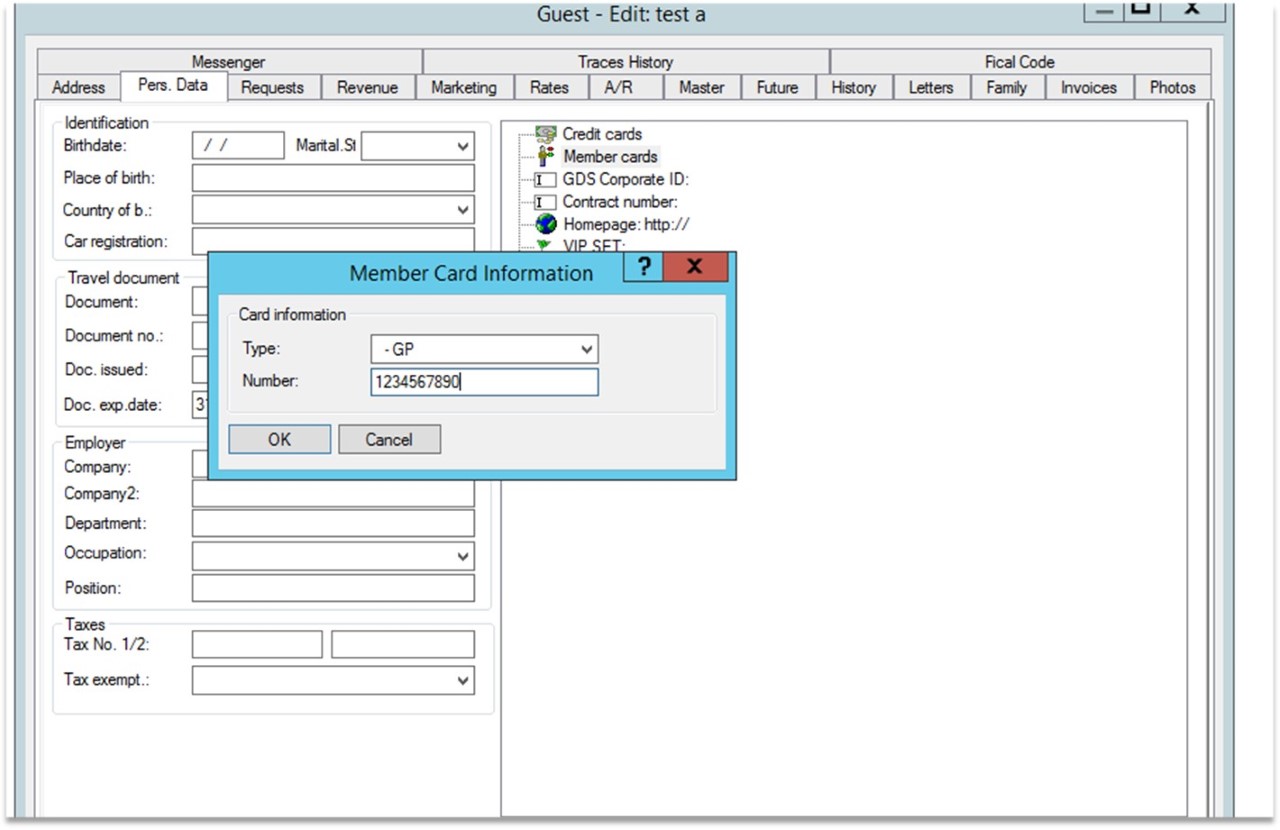 Guest - Edit: test a
Messenger Traces History Fical Code
Address Pers. Data Requests Revenue Marketing Rates A/R Master Future History Letters Family Invoices Photos
Identification
Birthdate: / / Marital.St
Place of birth:
Country of b.:
Car registration:
Travel document
Document:
Document no.:
Doc. issued:
Doc. exp.date: 3
Employer
Company:
Company2:
Department:
Occupation:
Position:
Taxes
Tax No. 1/2:
Tax exempt.:
Credit cards
Member cards
GDS Corporate ID:
Contract number:
Homepage: http://
VIP SET:
Member Card Information ? X
Card information
Type: - GP
Number: 1234567890
OK Cancel